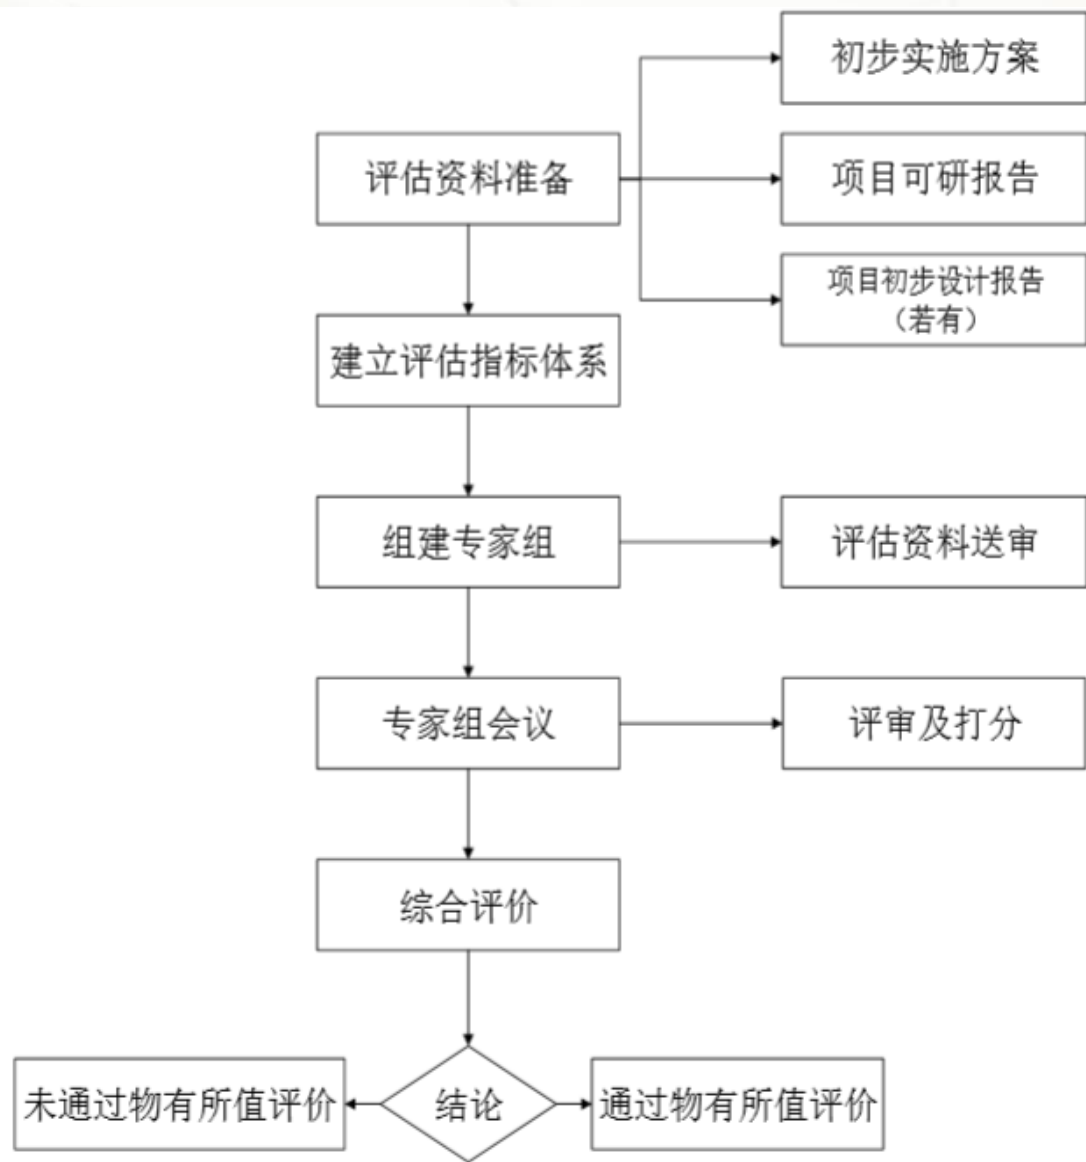 初步实施方案
评估资料准备
项目可研报告
项目初步设计报告
（若有）
建立评估指标体系
组建专家组
评估资料送审
专家组会议
评审及打分
综合评价
未通过物有所值评价
结论
通过物有所值评价